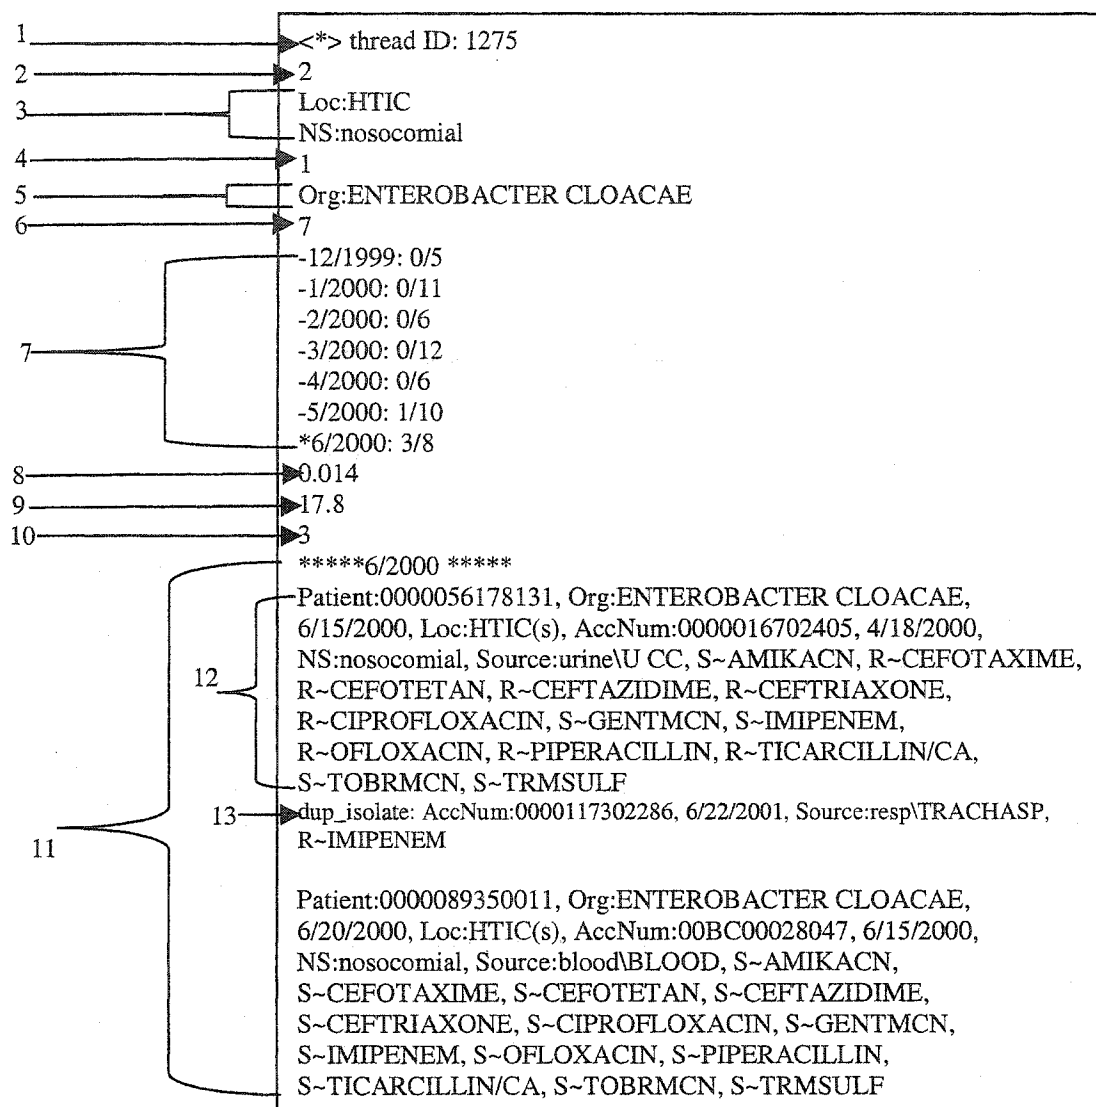 1 <*> thread ID: 1275
2 2
3 Loc:HTIC
NS:nosocomial
4 1
5 Org:ENTEROBACTER CLOACAE
6 7
-12/1999: 0/5
-1/2000: 0/11
-2/2000: 0/6
7 -3/2000: 0/12
-4/2000: 0/6
-5/2000: 1/10
*6/2000: 3/8
8 0.014
9 17.8
10 3
*****6/2000 *****
Patient:0000056178131, Org:ENTEROBACTER CLOACAE,
6/15/2000, Loc:HTIC(s), AccNum:0000016702405, 4/18/2000,
NS:nosocomial, Source:urine\U CC, S~AMIKACN, R~CEFOTAXIME,
12 R~CEFOTETAN, R~CEFTAZIDIME, R~CEFTRIAXONE,
R~CIPROFLOXACIN, S~GENTMCN, S~IMIPENEM,
R~OFLOXACIN, R~PIPERACILLIN, R~TICARCILLIN/CA,
S~TOBRMCN, S~TRMSULF
13 dup_isolate: AccNum:0000117302286, 6/22/2001, Source:resp\TRACHASP,
11 R~IMIPENEM
Patient:0000089350011, Org:ENTEROBACTER CLOACAE,
6/20/2000, Loc:HTIC(s), AccNum:00BC00028047, 6/15/2000,
NS:nosocomial, Source:blood\BLOOD, S~AMIKACN,
S~CEFOTAXIME, S~CEFOTETAN, S~CEFTAZIDIME,
S~CEFTRIAXONE, S~CIPROFLOXACIN, S~GENTMCN,
S~IMIPENEM, S~OFLOXACIN, S~PIPERACILLIN,
S~TICARCILLIN/CA, S~TOBRMCN, S~TRMSULF